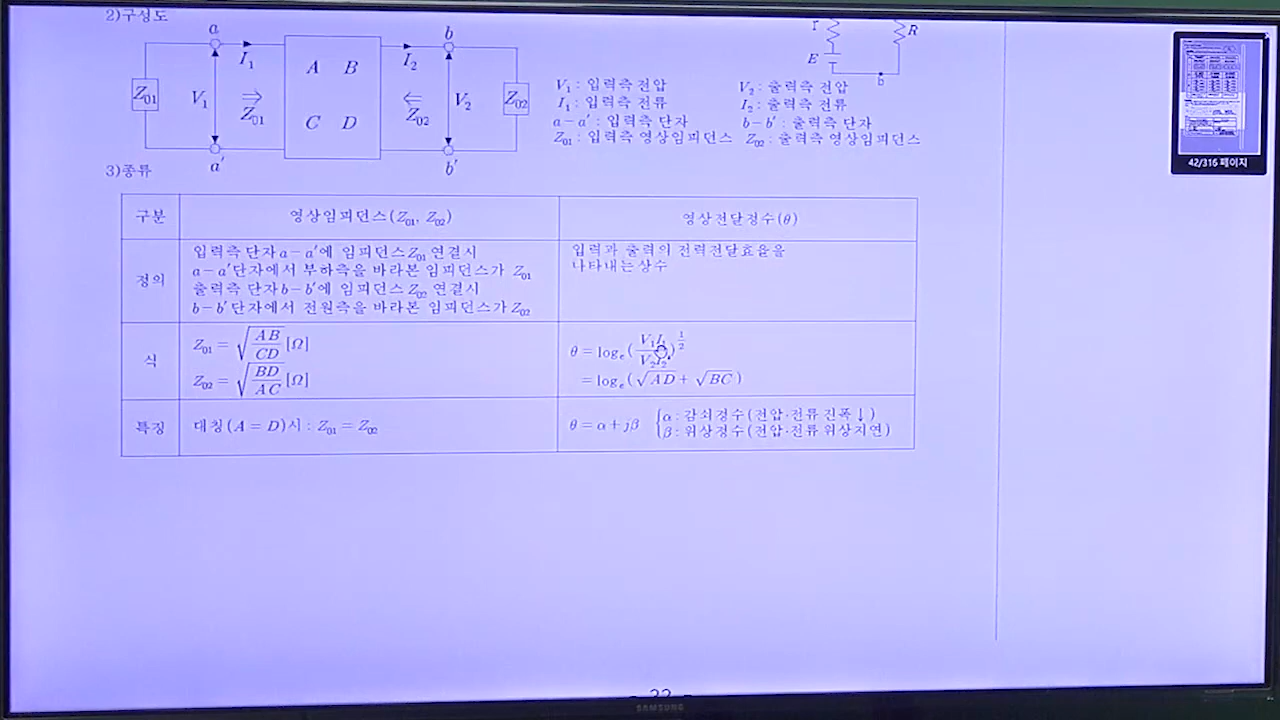 2)구성도
a
b
r
R
E
b
I₁
I₂
A B
C D
Z₀₁
V₁
⇒
Z₀₁
⇐
Z₀₂
V₂
Z₀₂
a′
b′
V₁ : 입력측 전압
V₂ : 출력측 전압
I₁ : 입력측 전류
I₂ : 출력측 전류
a−a′ : 입력측 단자
b−b′ : 출력측 단자
Z₀₁ : 입력측 영상임피던스
Z₀₂ : 출력측 영상임피던스
42/316 페이지
3)종류
구분
영상임피던스(Z₀₁, Z₀₂)
영상전달정수(θ)
정의
입력측 단자 a−a′에 임피던스 Z₀₁ 연결시
a−a′단자에서 부하측을 바라본 임피던스가 Z₀₁
출력측 단자 b−b′에 임피던스 Z₀₂ 연결시
b−b′단자에서 전원측을 바라본 임피던스가 Z₀₂
입력과 출력의 전력전달효율을
나타내는상수
식
Z₀₁ = √(AB/CD) [Ω]
Z₀₂ = √(BD/AC) [Ω]
θ = logₑ(V₁I₁/V₂I₂)^(1/2)
= logₑ(√AD + √BC)
특징
대칭(A = D)시 : Z₀₁ = Z₀₂
θ = α + jβ
α : 감쇠정수(전압·전류 진폭↓)
β : 위상정수(전압·전류 위상지연)
- 32 -
SAMSUNG